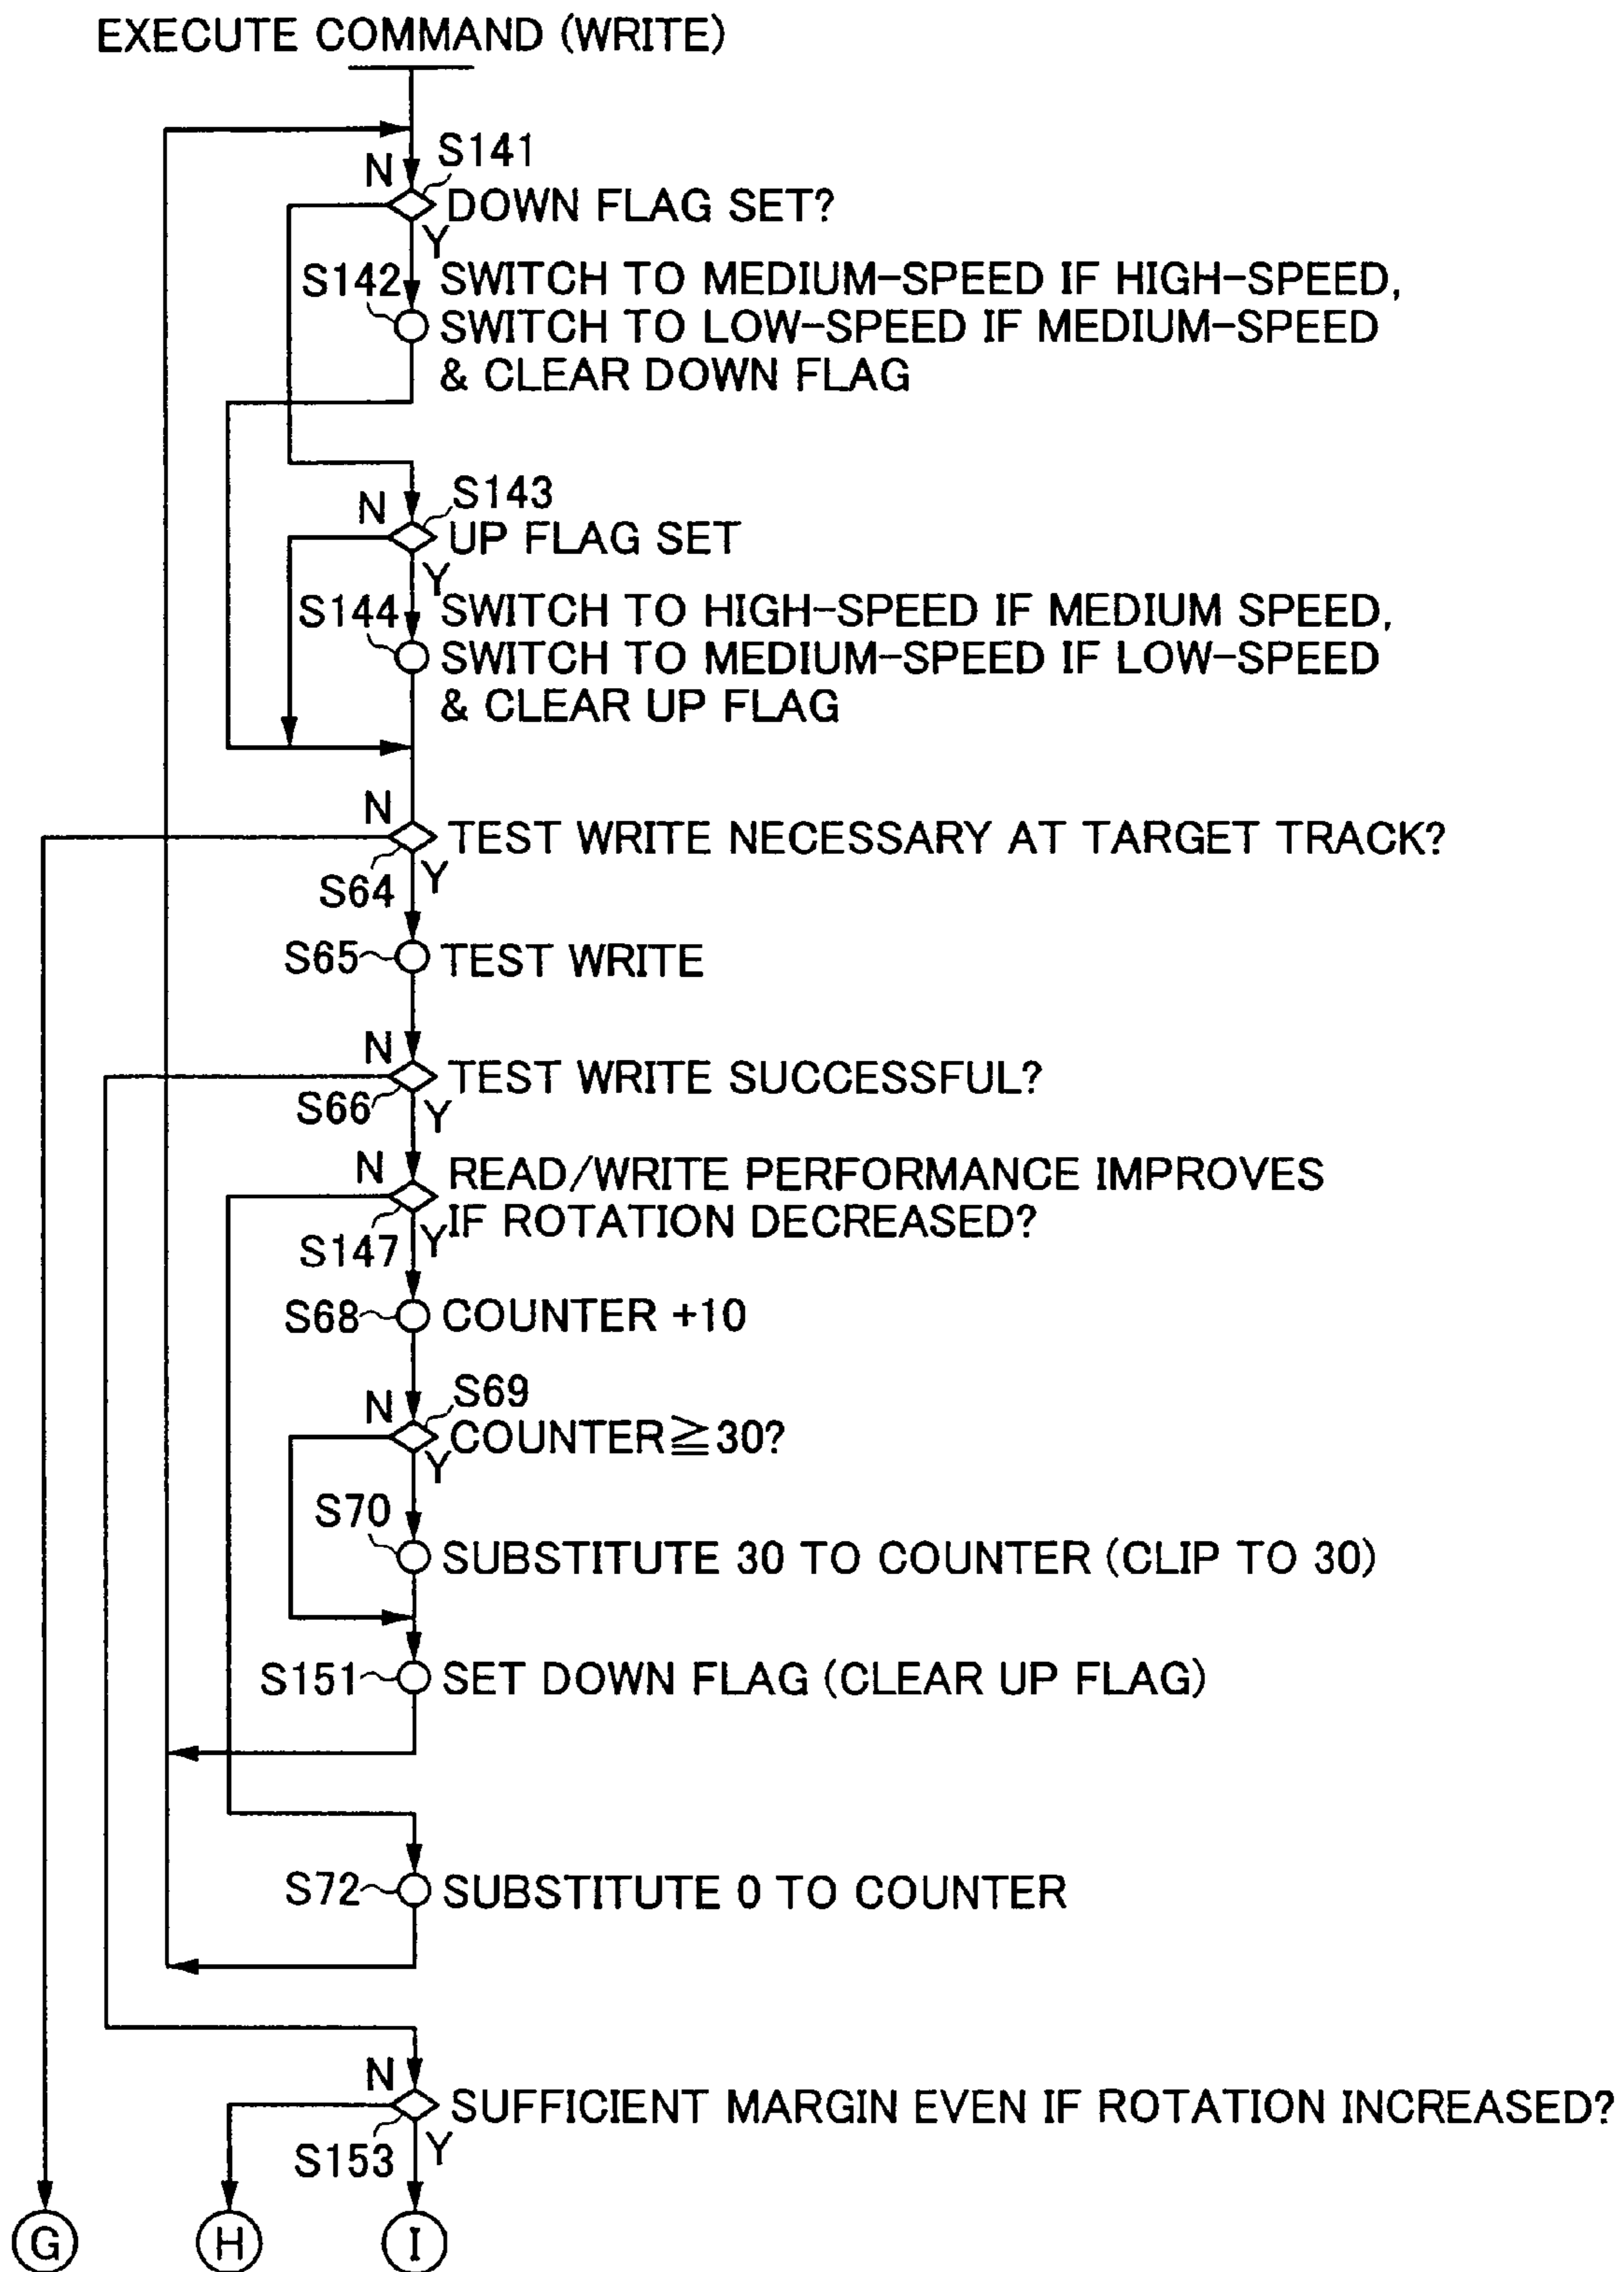 EXECUTE COMMAND (WRITE)
S141
N
DOWN FLAG SET?
Y
S142
SWITCH TO MEDIUM-SPEED IF HIGH-SPEED,
SWITCH TO LOW-SPEED IF MEDIUM-SPEED
& CLEAR DOWN FLAG
S143
N
UP FLAG SET
Y
S144
SWITCH TO HIGH-SPEED IF MEDIUM SPEED,
SWITCH TO MEDIUM-SPEED IF LOW-SPEED
& CLEAR UP FLAG
N
TEST WRITE NECESSARY AT TARGET TRACK?
S64
Y
S65
TEST WRITE
N
TEST WRITE SUCCESSFUL?
S66
Y
N
READ/WRITE PERFORMANCE IMPROVES
IF ROTATION DECREASED?
S147
Y
S68
COUNTER +10
S69
N
COUNTER≧30?
Y
S70
SUBSTITUTE 30 TO COUNTER (CLIP TO 30)
S151
SET DOWN FLAG (CLEAR UP FLAG)
S72
SUBSTITUTE 0 TO COUNTER
N
SUFFICIENT MARGIN EVEN IF ROTATION INCREASED?
S153
Y
G
H
I